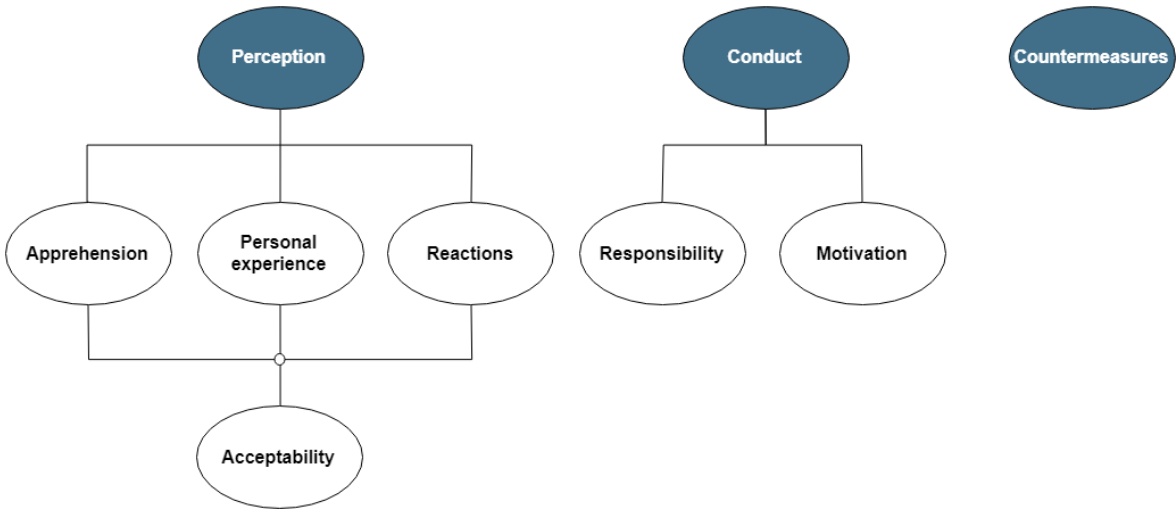 Perception
Conduct
Countermeasures
Apprehension
Personal
experience
Reactions
Responsibility
Motivation
Acceptability